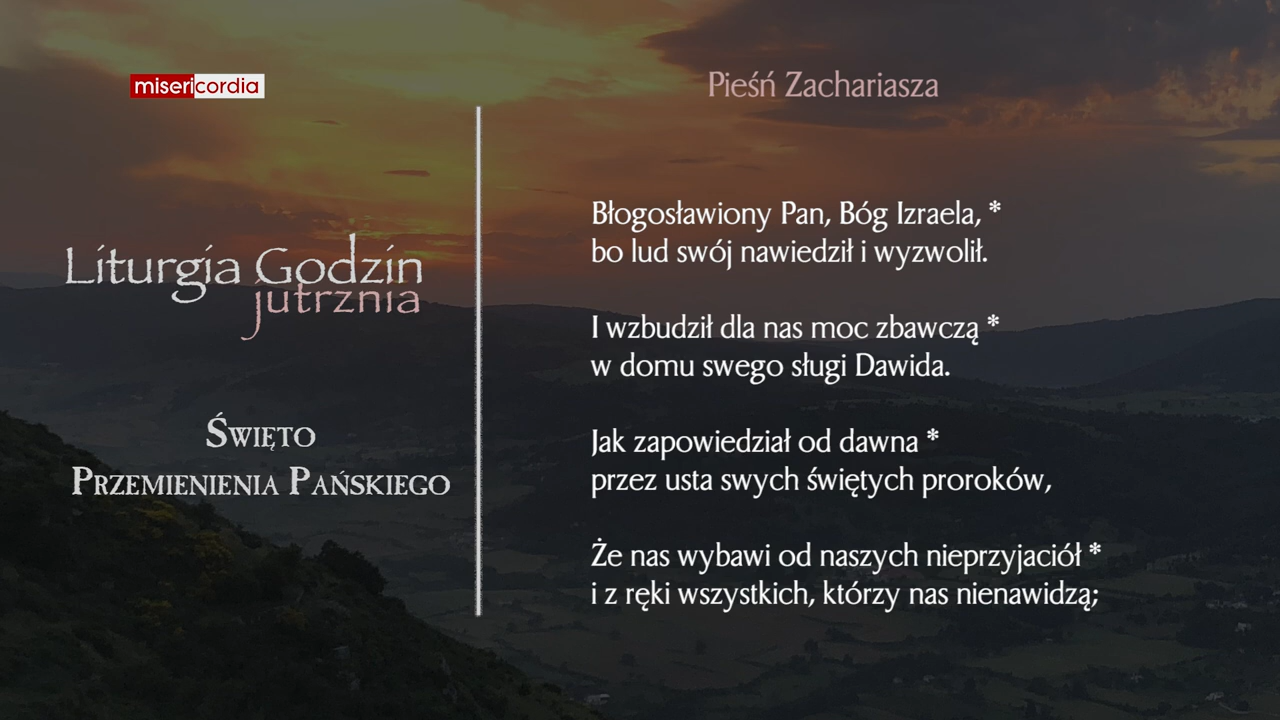 misericordia
Liturgia Godzin
jutrznia
Święto
Przemienienia Pańskiego
Pieśń Zachariasza
Błogosławiony Pan, Bóg Izraela, *
bo lud swój nawiedził i wyzwolił.
I wzbudził dla nas moc zbawczą *
w domu swego sługi Dawida.
Jak zapowiedział od dawna *
przez usta swych świętych proroków,
Że nas wybawi od naszych nieprzyjaciół *
i z ręki wszystkich, którzy nas nienawidzą;